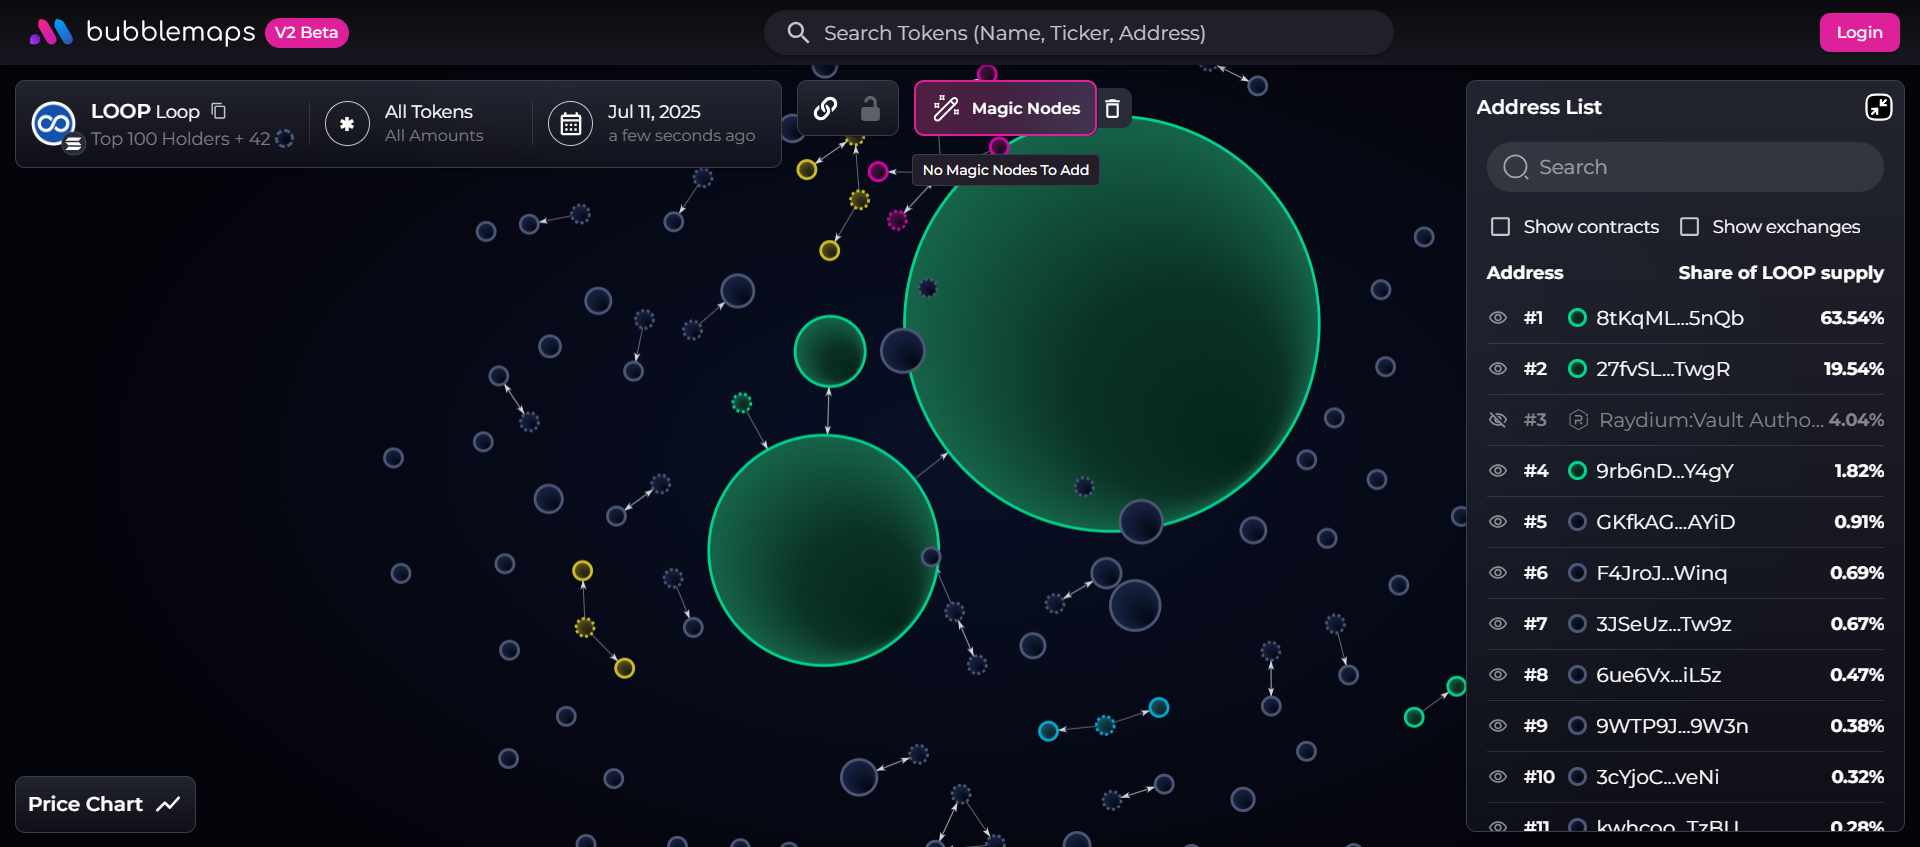 bubblemaps V2 Beta
Search Tokens (Name, Ticker, Address)
Login
LOOP Loop
Top 100 Holders + 42
All Tokens
All Amounts
Jul 11, 2025
a few seconds ago
Magic Nodes
No Magic Nodes To Add
Address List
Search
Show contracts Show exchanges
Address Share of LOOP supply
#1 8tKqML...5nQb 63.54%
#2 27fvSL...TwgR 19.54%
#3 Raydium:Vault Autho... 4.04%
#4 9rb6nD...Y4gY 1.82%
#5 GKfkAG...AYiD 0.91%
#6 F4JroJ...Winq 0.69%
#7 3JSeUz...Tw9z 0.67%
#8 6ue6Vx...iL5z 0.47%
#9 9WTP9J...9W3n 0.38%
#10 3cYjoC...veNi 0.32%
#11 0.28%
Price Chart